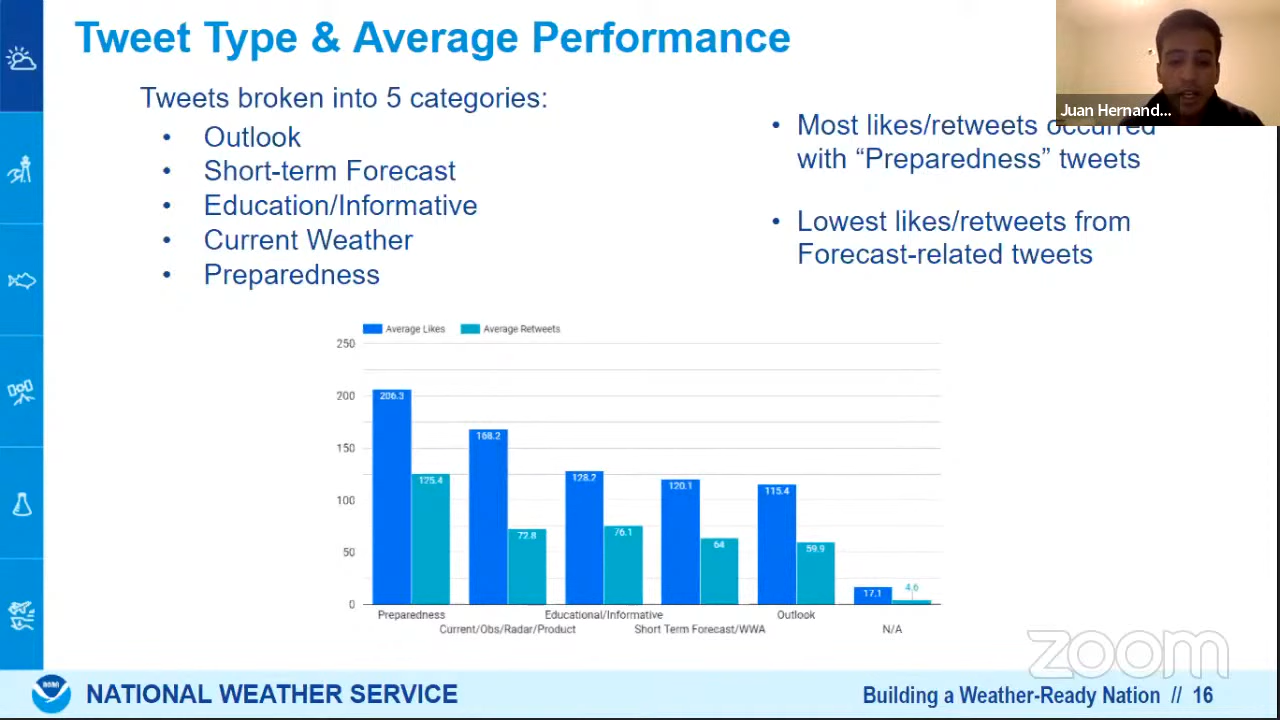 Tweet Type & Average Performance
Juan Hernand...
Tweets broken into 5 categories:
• Outlook
• Short-term Forecast
• Education/Informative
• Current Weather
• Preparedness
• Most likes/retweets occurred
with “Preparedness” tweets
• Lowest likes/retweets from
Forecast-related tweets
Average Likes Average Retweets
250
200
150
100
50
0
206.3
125.4
168.2
72.8
128.2
76.1
120.1
64
115.4
59.9
17.1
4.6
Preparedness Educational/Informative Outlook
Current/Obs/Radar/Product Short Term Forecast/WWA N/A
zoom
NOAA
NATIONAL WEATHER SERVICE
Building a Weather-Ready Nation // 16